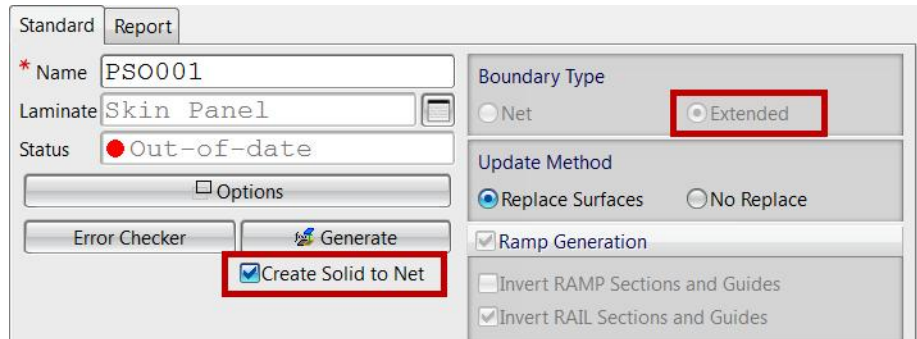 Standard Report
* Name PSO001
Laminate Skin Panel
Status Out-of-date
Options
Error Checker Generate
Create Solid to Net
Boundary Type
Net Extended
Update Method
Replace Surfaces No Replace
Ramp Generation
Invert RAMP Sections and Guides
Invert RAIL Sections and Guides